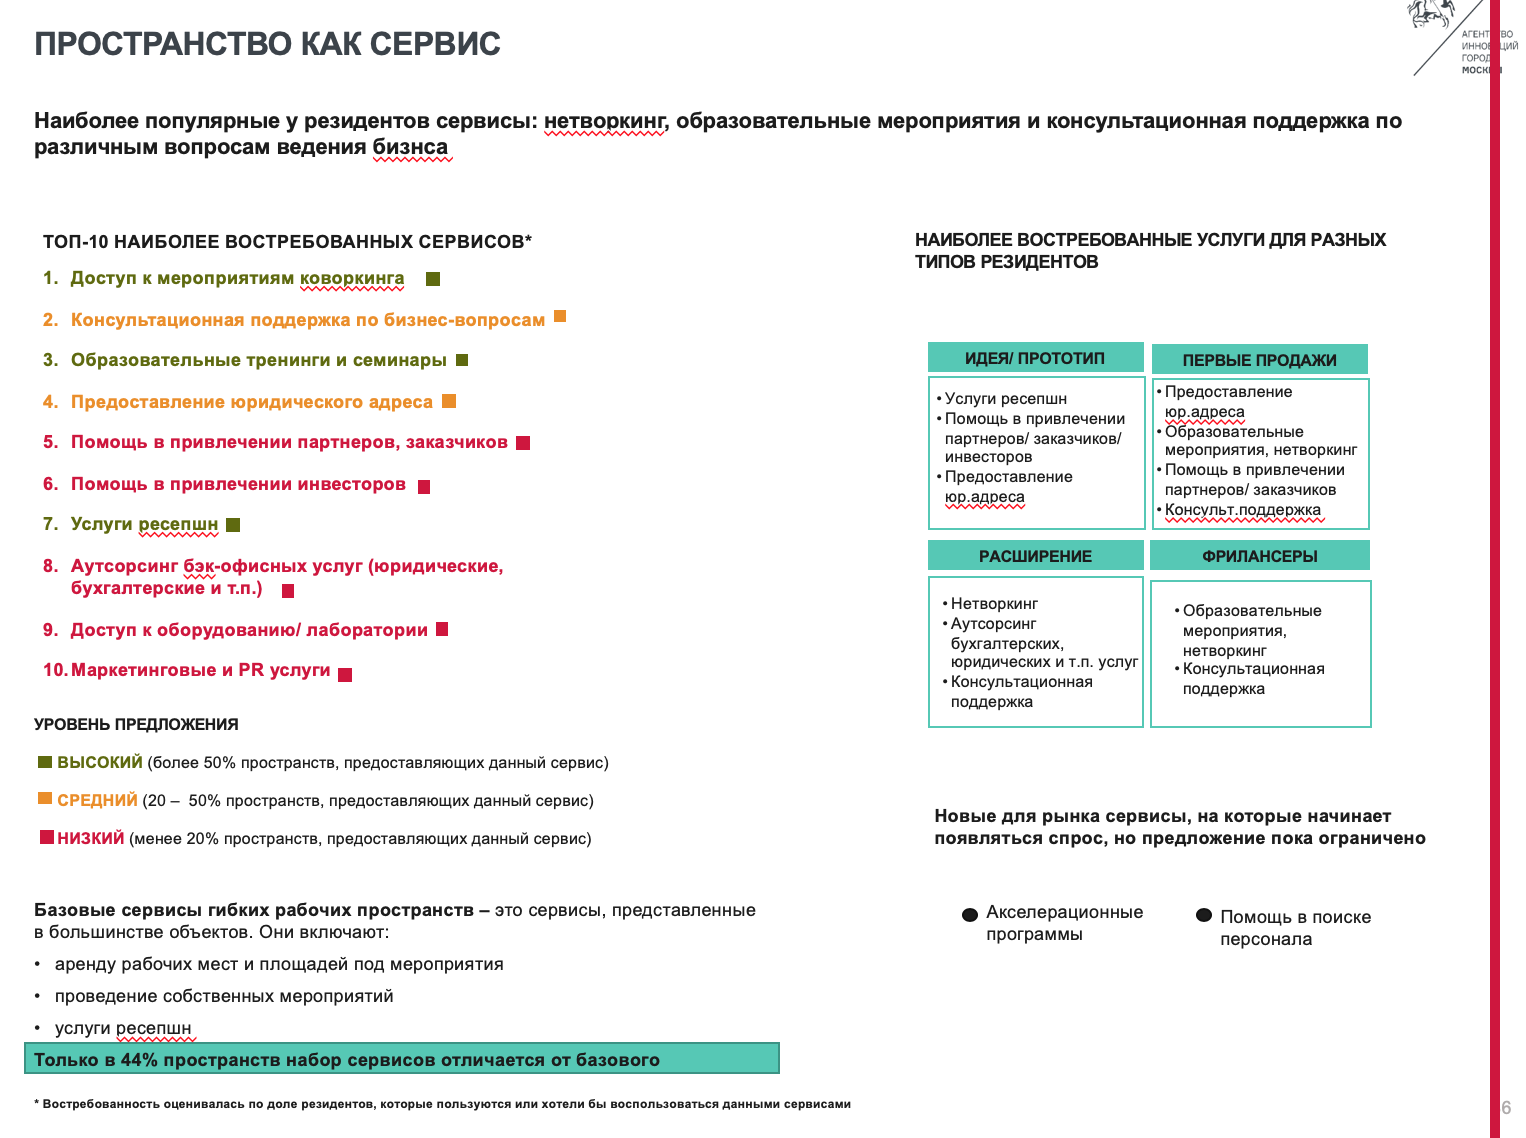 ПРОСТРАНСТВО КАК СЕРВИС
АГЕНТСТВО
ИННОВАЦИЙ
ГОРОДА
МОСКВЫ
Наиболее популярные у резидентов сервисы: нетворкинг, образовательные мероприятия и консультационная поддержка по
различным вопросам ведения бизнса
ТОП-10 НАИБОЛЕЕ ВОСТРЕБОВАННЫХ СЕРВИСОВ*
1. Доступ к мероприятиям коворкинга
2. Консультационная поддержка по бизнес-вопросам
3. Образовательные тренинги и семинары
4. Предоставление юридического адреса
5. Помощь в привлечении партнеров, заказчиков
6. Помощь в привлечении инвесторов
7. Услуги ресепшн
8. Аутсорсинг бэк-офисных услуг (юридические,
бухгалтерские и т.п.)
9. Доступ к оборудованию/ лаборатории
10. Маркетинговые и PR услуги
УРОВЕНЬ ПРЕДЛОЖЕНИЯ
ВЫСОКИЙ (более 50% пространств, предоставляющих данный сервис)
СРЕДНИЙ (20 – 50% пространств, предоставляющих данный сервис)
НИЗКИЙ (менее 20% пространств, предоставляющих данный сервис)
Базовые сервисы гибких рабочих пространств – это сервисы, представленные
в большинстве объектов. Они включают:
• аренду рабочих мест и площадей под мероприятия
• проведение собственных мероприятий
• услуги ресепшн
Только в 44% пространств набор сервисов отличается от базового
* Востребованность оценивалась по доле резидентов, которые пользуются или хотели бы воспользоваться данными сервисами
НАИБОЛЕЕ ВОСТРЕБОВАННЫЕ УСЛУГИ ДЛЯ РАЗНЫХ
ТИПОВ РЕЗИДЕНТОВ
ИДЕЯ/ ПРОТОТИП
• Услуги ресепшн
• Помощь в привлечении
партнеров/ заказчиков/
инвесторов
• Предоставление
юр.адреса
ПЕРВЫЕ ПРОДАЖИ
• Предоставление
юр.адреса
• Образовательные
мероприятия, нетворкинг
• Помощь в привлечении
партнеров/ заказчиков
• Консульт.поддержка
РАСШИРЕНИЕ
• Нетворкинг
• Аутсорсинг
бухгалтерских,
юридических и т.п. услуг
• Консультационная
поддержка
ФРИЛАНСЕРЫ
• Образовательные
мероприятия,
нетворкинг
• Консультационная
поддержка
Новые для рынка сервисы, на которые начинает
появляться спрос, но предложение пока ограничено
Акселерационные
программы
Помощь в поиске
персонала
6